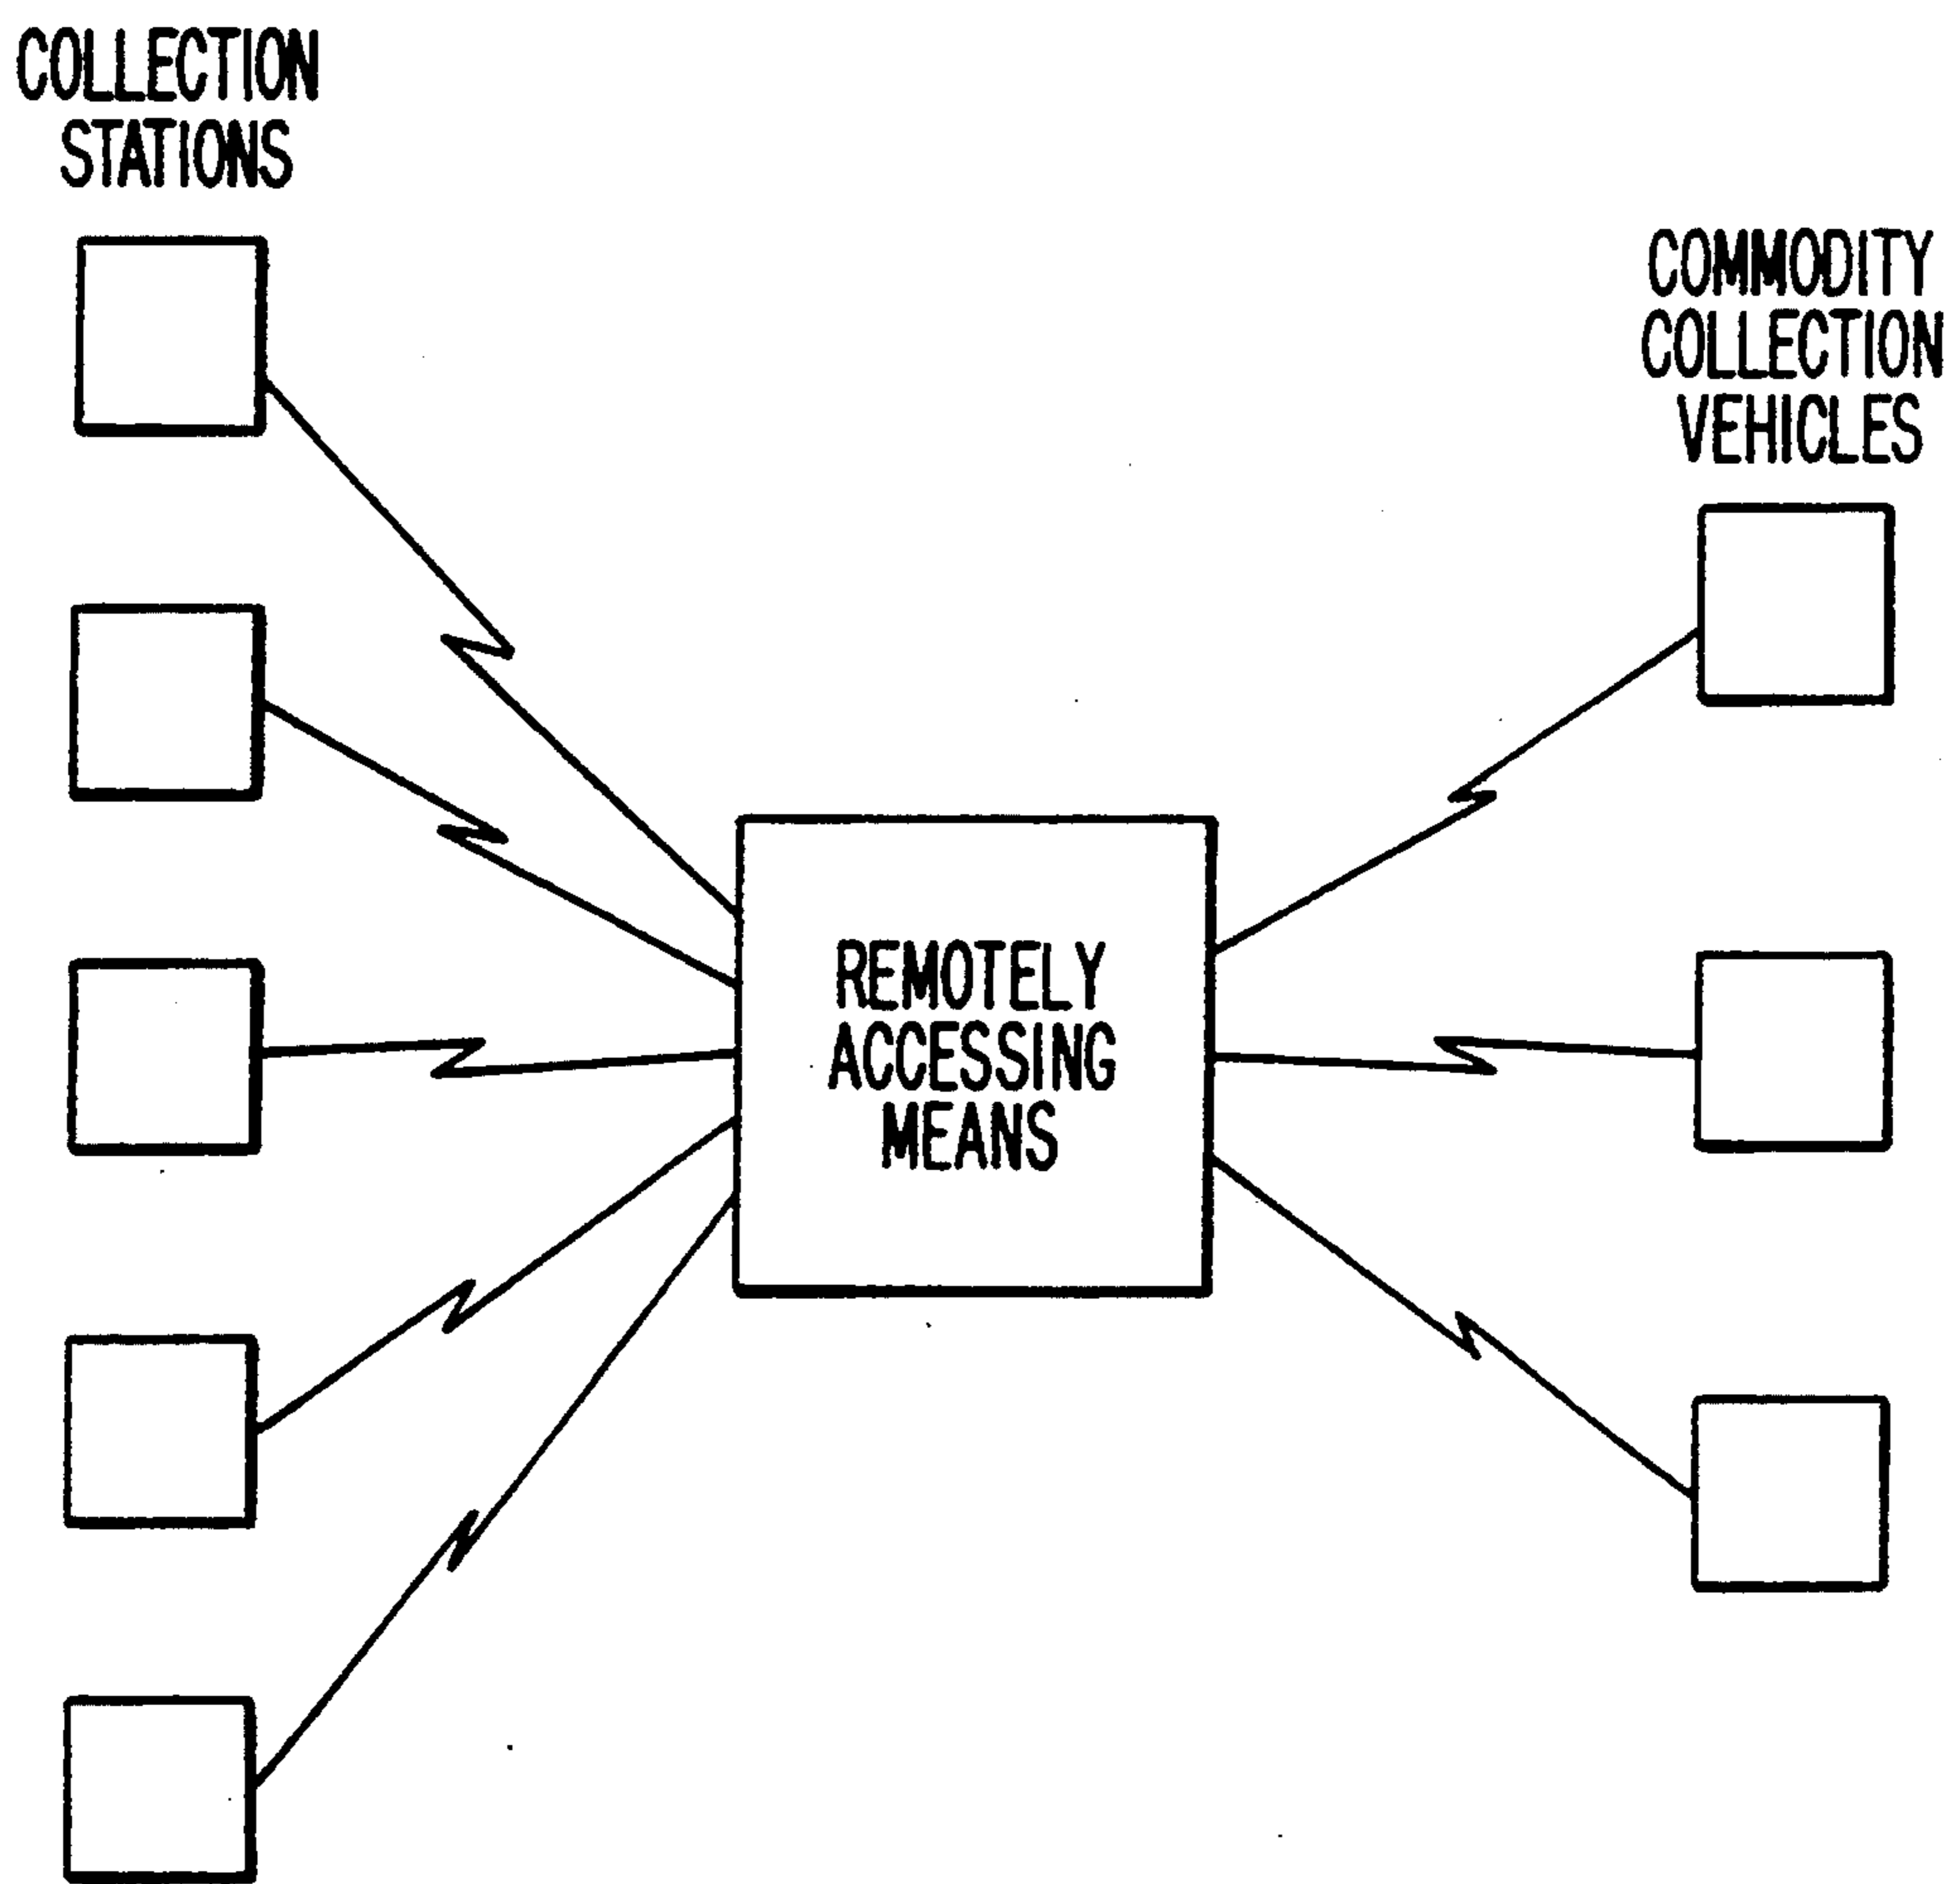 COLLECTION
STATIONS
COMMODITY
COLLECTION
VEHICLES
REMOTELY
ACCESSING
MEANS